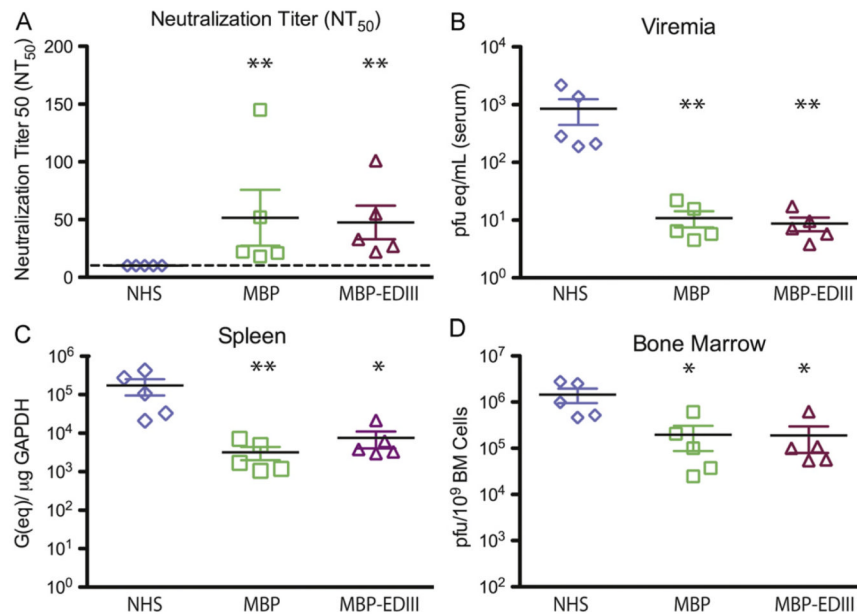 A
Neutralization Titer (NT50)
Neutralization Titer 50 (NT50)
200
150
100
50
0
**
**
NHS
MBP
MBP-EDIII
B
Viremia
pfu eq/mL (serum)
10^4
10^3
10^2
10^1
10^0
**
**
NHS
MBP
MBP-EDIII
C
Spleen
G(eq)/ µg GAPDH
10^6
10^5
10^4
10^3
10^2
10^1
10^0
**
*
NHS
MBP
MBP-EDIII
D
Bone Marrow
pfu/10^9 BM Cells
10^7
10^6
10^5
10^4
10^3
10^2
*
*
NHS
MBP
MBP-EDIII